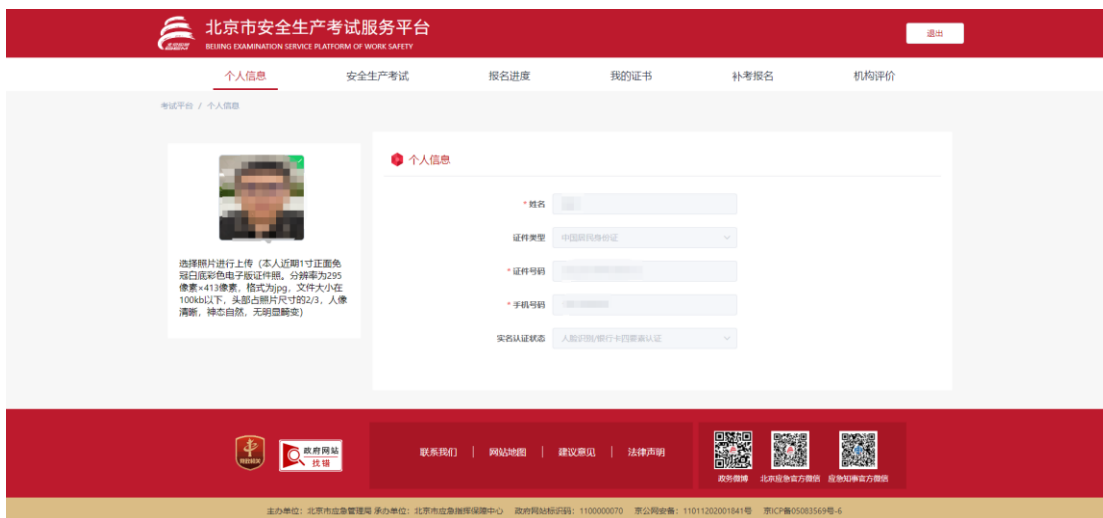 北京市安全生产考试服务平台
BEIJING EXAMINATION SERVICE PLATFORM OF WORK SAFETY
退出
个人信息 安全生产考试 报名进度 我的证书 补考报名 机构评价
考试平台 / 个人信息
个人信息
选择照片进行上传（本人近期1寸正面免
冠白底彩色电子版证件照。分辨率为295
像素×413像素，格式为jpg，文件大小在
100kb以下，头部占照片尺寸的2/3，人像
清晰，神态自然，无明显畸变）
* 姓名
证件类型 中国居民身份证
* 证件号码
* 手机号码
实名认证状态 人脸识别/银行卡四要素认证
政府网站
找错
联系我们 | 网站地图 | 建议意见 | 法律声明
政务微博 北京应急官方微信 应急知事官方微信
主办单位：北京市应急管理局 承办单位：北京市应急指挥保障中心 政府网站标识码：1100000070 京公网安备：11011202001841号 京ICP备05083569号-6